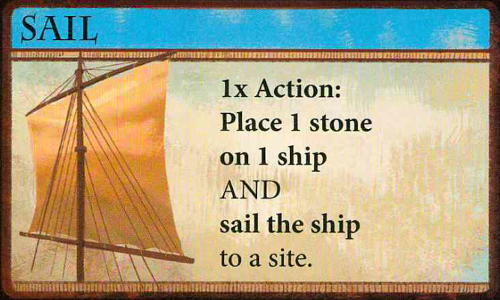 SAIL
1x Action:
Place 1 stone
on 1 ship
AND
sail the ship
to a site.